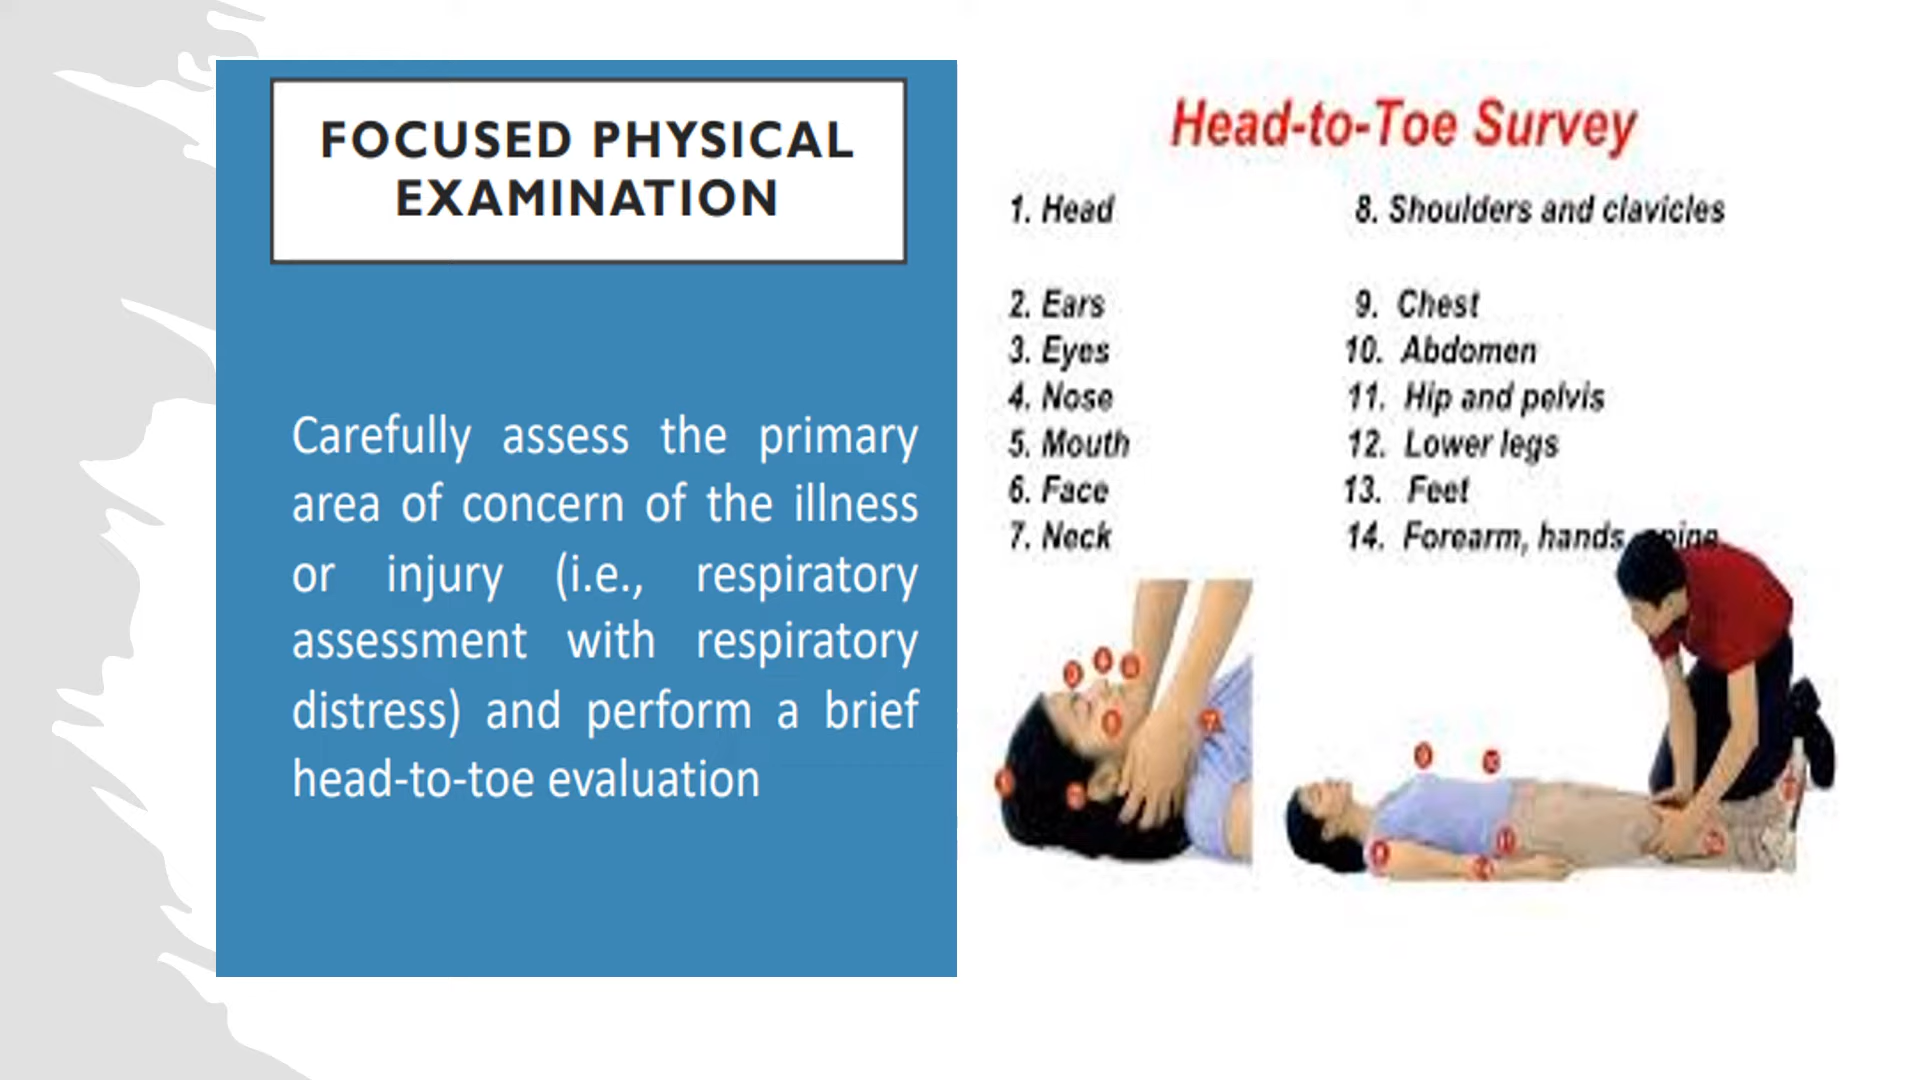 FOCUSED PHYSICAL
EXAMINATION
Carefully assess the primary
area of concern of the illness
or injury (i.e., respiratory
assessment with respiratory
distress) and perform a brief
head-to-toe evaluation
Head-to-Toe Survey
1. Head
2. Ears
3. Eyes
4. Nose
5. Mouth
6. Face
7. Neck
8. Shoulders and clavicles
9. Chest
10. Abdomen
11. Hip and pelvis
12. Lower legs
13. Feet
14. Forearm, hands